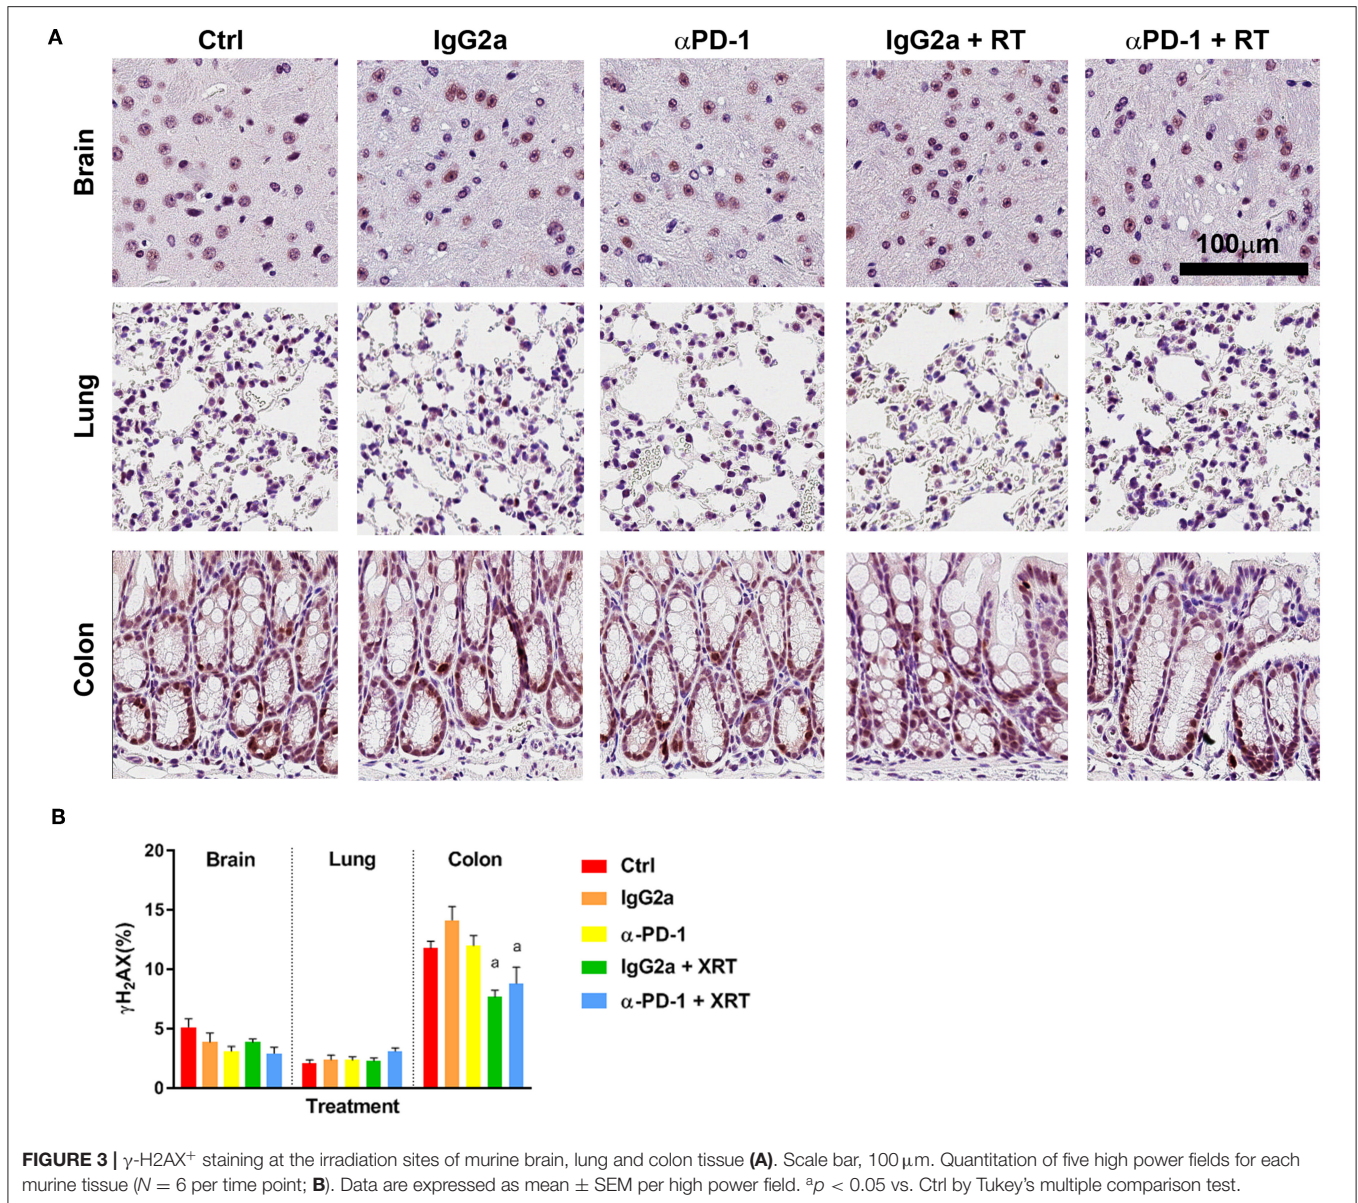 A
Ctrl IgG2a αPD-1 IgG2a + RT αPD-1 + RT
Brain
100μm
Lung
Colon
B
20
15
10
5
0
γH₂AX(%)
Brain Lung Colon
a
a
Treatment
Ctrl
IgG2a
α-PD-1
IgG2a + XRT
α-PD-1 + XRT
FIGURE 3 | γ-H2AX⁺ staining at the irradiation sites of murine brain, lung and colon tissue (A). Scale bar, 100 μm. Quantitation of five high power fields for each
murine tissue (N = 6 per time point; B). Data are expressed as mean ± SEM per high power field. ᵃp < 0.05 vs. Ctrl by Tukey's multiple comparison test.